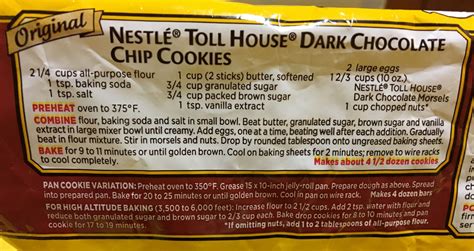 Original
NESTLÉ® TOLL HOUSE® DARK CHOCOLATE
CHIP COOKIES
2 1/4 cups all-purpose flour
1 tsp. baking soda
1 tsp. salt
1 cup (2 sticks) butter, softened
3/4 cup granulated sugar
3/4 cup packed brown sugar
1 tsp. vanilla extract
2 large eggs
1 2/3 cups (10 oz.)
NESTLÉ® TOLL HOUSE®
Dark Chocolate Morsels
1 cup chopped nuts*
PREHEAT oven to 375°F.
COMBINE flour, baking soda and salt in small bowl. Beat butter, granulated sugar, brown sugar and vanilla
extract in large mixer bowl until creamy. Add eggs, one at a time, beating well after each addition. Gradually
beat in flour mixture. Stir in morsels and nuts. Drop by rounded tablespoon onto ungreased baking sheets.
BAKE for 9 to 11 minutes or until golden brown. Cool on baking sheets for 2 minutes; remove to wire racks
to cool completely.
Makes about 4 1/2 dozen cookies
PAN COOKIE VARIATION: Preheat oven to 350°F. Grease 15 x 10-inch jelly-roll pan. Prepare dough as above. Spread
into prepared pan. Bake for 20 to 25 minutes or until golden brown. Cool in pan on wire rack. Makes 4 dozen bars
FOR HIGH ALTITUDE BAKING (3,500 to 6,000 feet): Increase flour to 2 1/2 cups. Add 2 tsp. water with flour and
reduce both granulated sugar and brown sugar to 2/3 cup each. Bake drop cookies for 8 to 10 minutes and pan
cookie for 17 to 19 minutes.
*If omitting nuts, add 1 to 2 tablespoons of all-purpose flour.